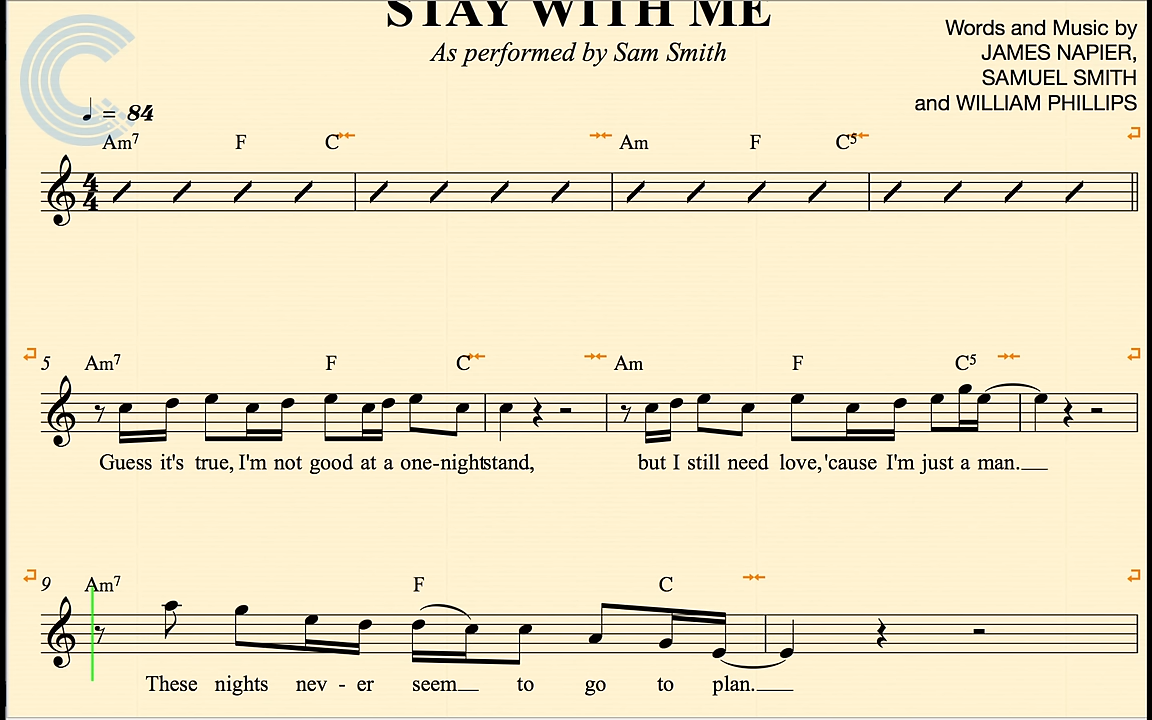 STAY WITH ME
As performed by Sam Smith
Words and Music by
JAMES NAPIER,
SAMUEL SMITH
and WILLIAM PHILLIPS
♩ = 84
Am7 F C Am F C5
4
4
5 Am7 F C Am F C5
Guess it's true, I'm not good at a one-night stand, but I still need love, 'cause I'm just a man.
9 Am7 F C
These nights nev - er seem to go to plan.